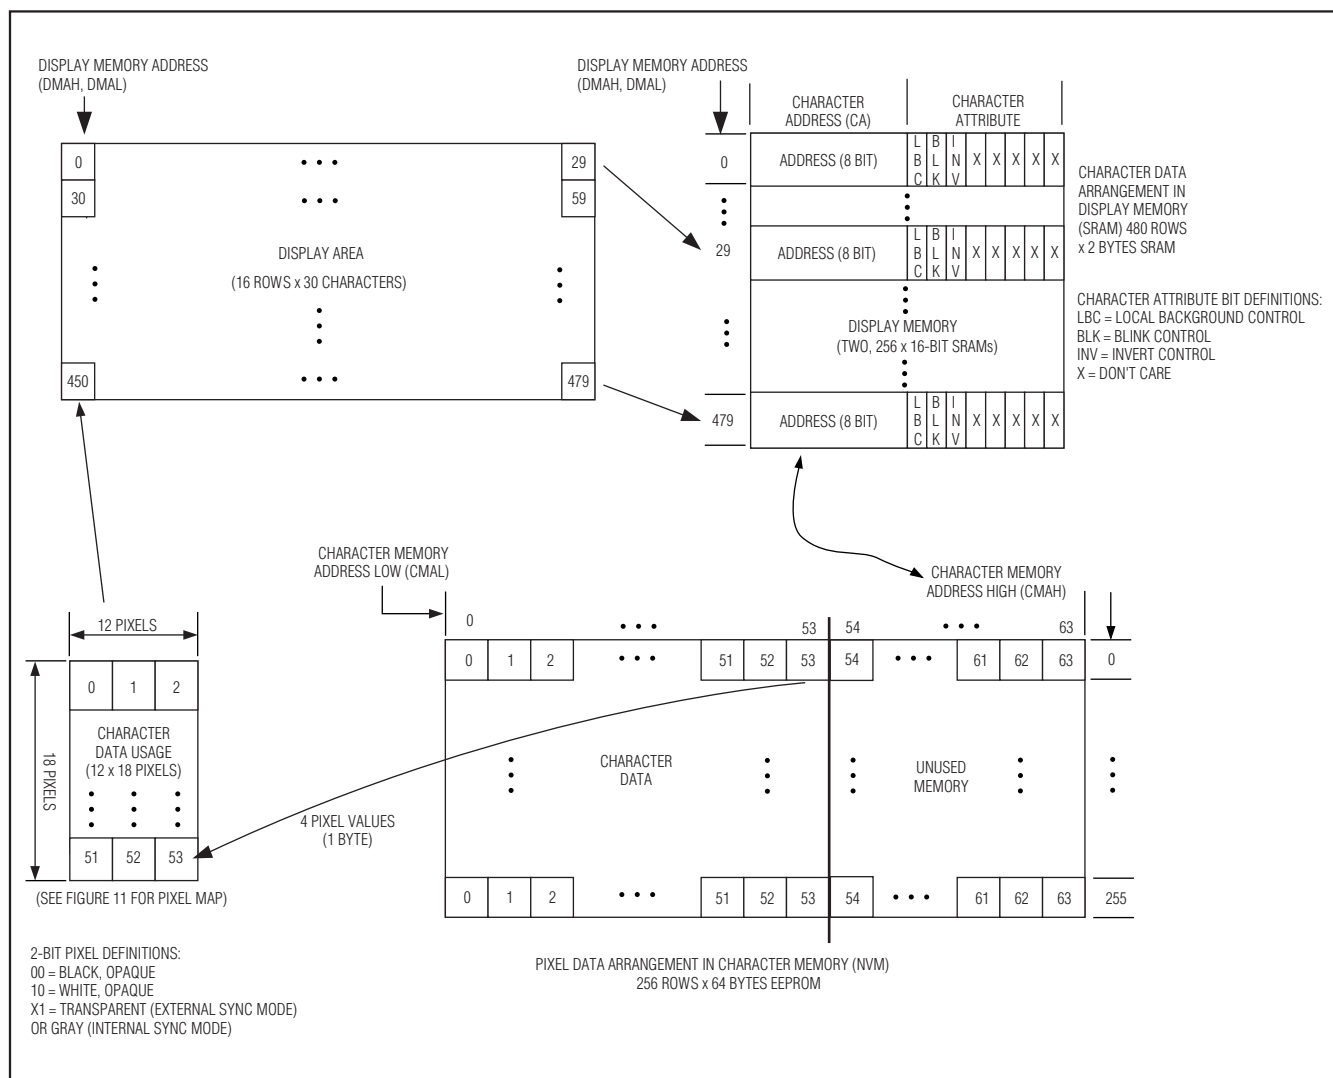 DISPLAY MEMORY ADDRESS
(DMAH, DMAL)
0
29
30
59
DISPLAY AREA
(16 ROWS x 30 CHARACTERS)
450
479
DISPLAY MEMORY ADDRESS
(DMAH, DMAL)
CHARACTER
ADDRESS (CA)
CHARACTER
ATTRIBUTE
0
ADDRESS (8 BIT)
LBC
BLK
INV
X X X X X
29
ADDRESS (8 BIT)
LBC
BLK
INV
X X X X X
DISPLAY MEMORY
(TWO, 256 x 16-BIT SRAMs)
479
ADDRESS (8 BIT)
LBC
BLK
INV
X X X X X
CHARACTER DATA
ARRANGEMENT IN
DISPLAY MEMORY
(SRAM) 480 ROWS
x 2 BYTES SRAM
CHARACTER ATTRIBUTE BIT DEFINITIONS:
LBC = LOCAL BACKGROUND CONTROL
BLK = BLINK CONTROL
INV = INVERT CONTROL
X = DON'T CARE
12 PIXELS
18 PIXELS
0 1 2
CHARACTER
DATA USAGE
(12 x 18 PIXELS)
51 52 53
(SEE FIGURE 11 FOR PIXEL MAP)
2-BIT PIXEL DEFINITIONS:
00 = BLACK, OPAQUE
10 = WHITE, OPAQUE
X1 = TRANSPARENT (EXTERNAL SYNC MODE)
OR GRAY (INTERNAL SYNC MODE)
CHARACTER MEMORY
ADDRESS LOW (CMAL)
CHARACTER MEMORY
ADDRESS HIGH (CMAH)
0 53 54 63
0 1 2 51 52 53 54 61 62 63 0
CHARACTER
DATA
UNUSED
MEMORY
4 PIXEL VALUES
(1 BYTE)
0 1 2 51 52 53 54 61 62 63 255
PIXEL DATA ARRANGEMENT IN CHARACTER MEMORY (NVM)
256 ROWS x 64 BYTES EEPROM